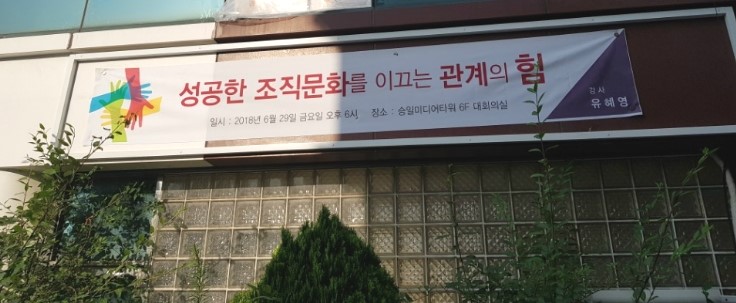 성공한 조직문화를 이끄는 관계의 힘
일시 : 2018년 6월 29일 금요일 오후 6시 장소 : 승일미디어타워 6F 대회의실
강사
유혜영